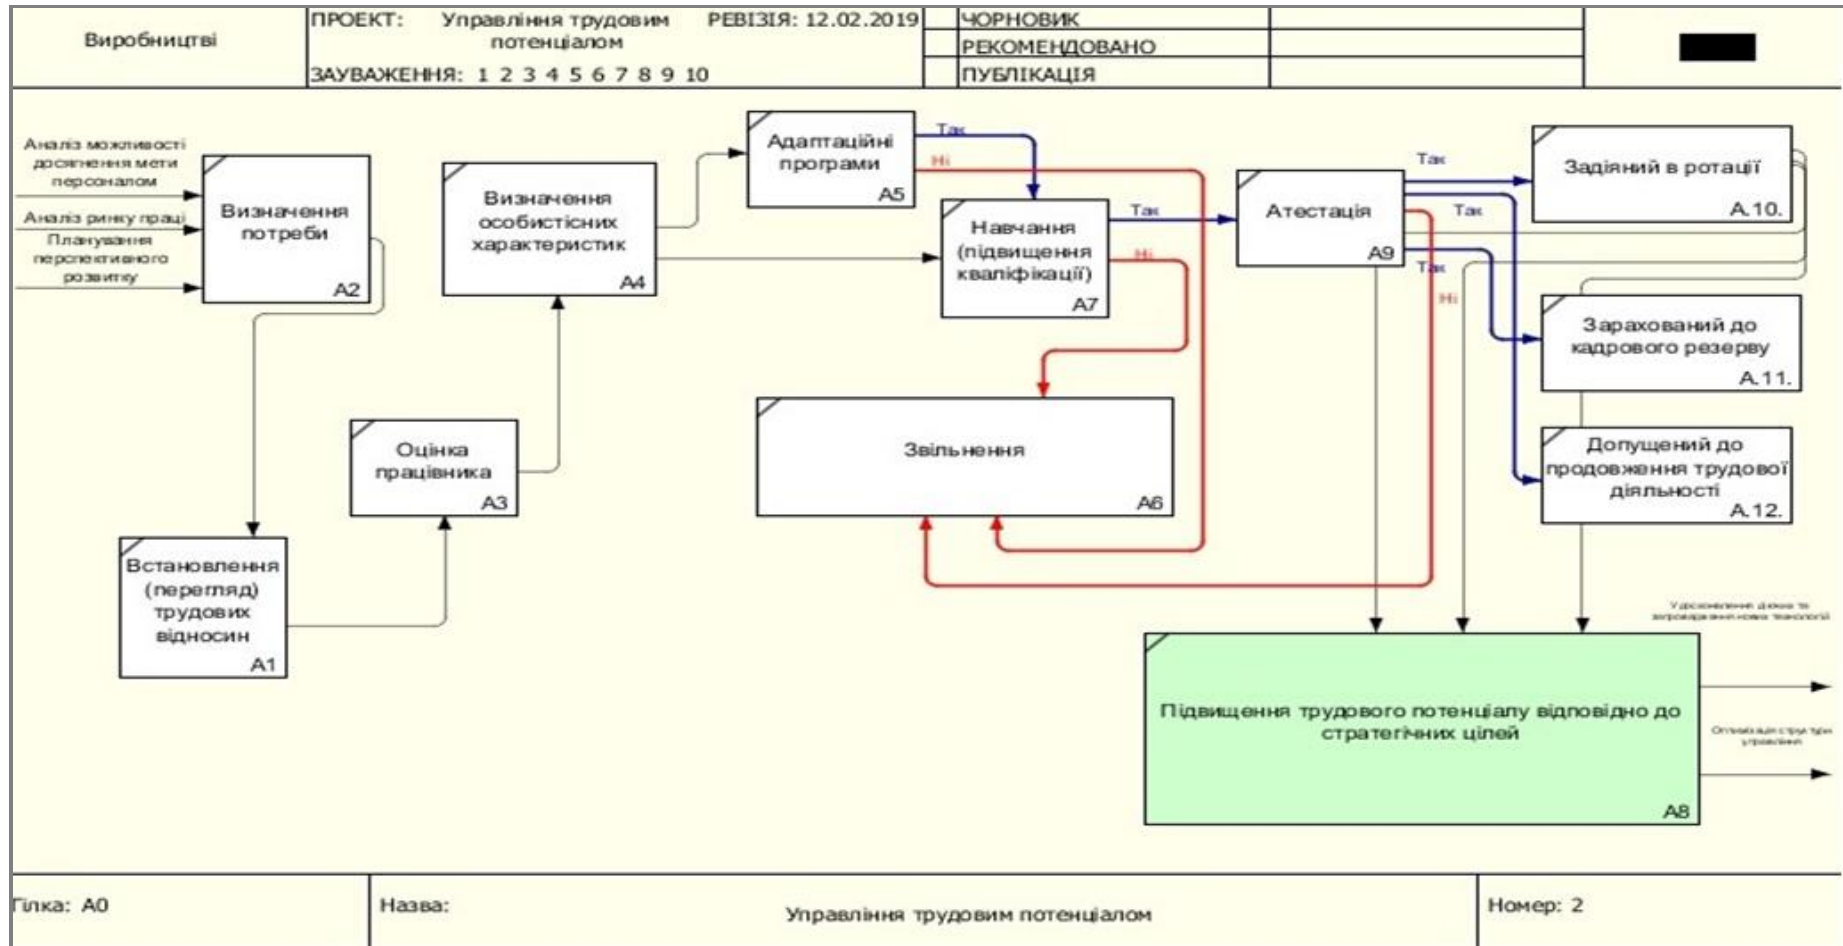 Виробництві
ПРОЕКТ: Управління трудовим
потенціалом
РЕВІЗІЯ: 12.02.2019
ЗАУВАЖЕННЯ: 1 2 3 4 5 6 7 8 9 10
ЧОРНОВИК
РЕКОМЕНДОВАНО
ПУБЛІКАЦІЯ
Аналіз можливості
досягнення мети
персоналом
Аналіз ринку праці
Планування
перспективного
розвитку
Визначення
потреби
A2
Встановлення
(перегляд)
трудових
відносин
A1
Оцінка
працівника
A3
Визначення
особистісних
характеристик
A4
Адаптаційні
програми
A5
Так
Ні
Навчання
(підвищення
кваліфікації)
A7
Так
Ні
Звільнення
A6
Атестація
A9
Так
Так
Так
Ні
Задіяний в ротації
A.10.
Зарахований до
кадрового резерву
A.11.
Допущений до
продовження трудової
діяльності
A.12.
Підвищення трудового потенціалу відповідно до
стратегічних цілей
A8
Оптимізація структури
управління
Гілка: A0
Назва:
Управління трудовим потенціалом
Номер: 2